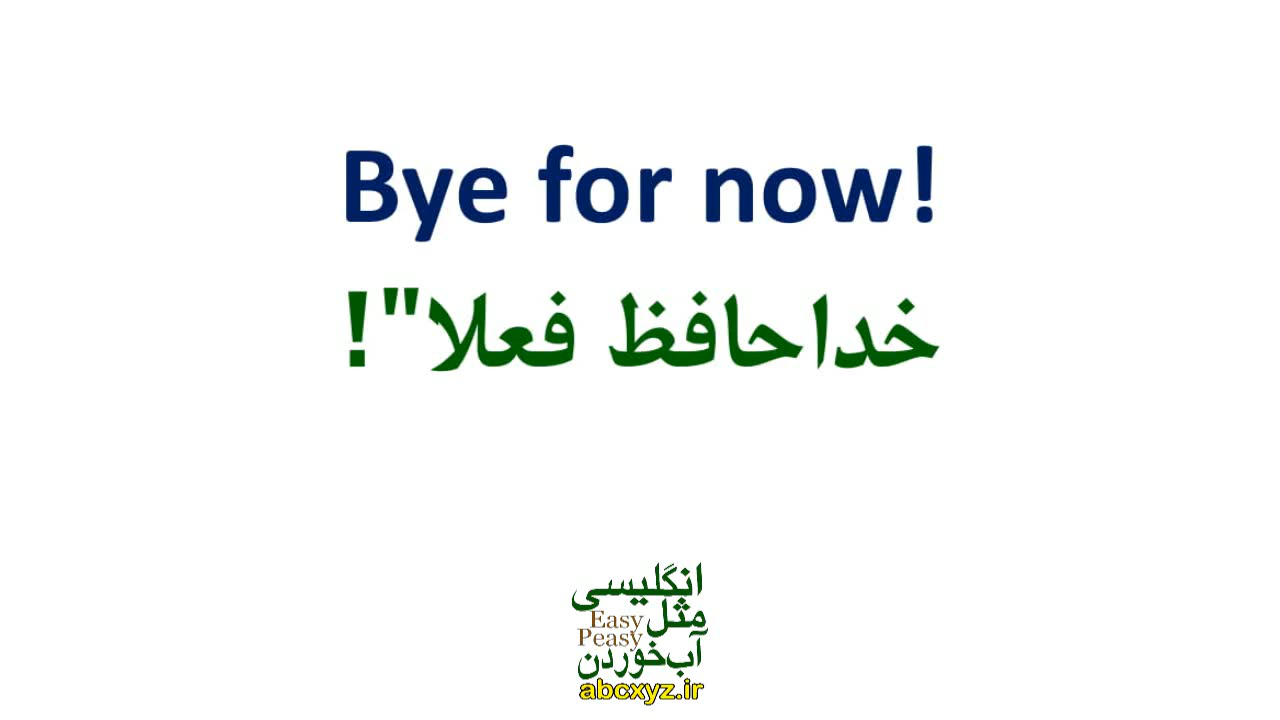 Bye for now!
خداحافظ فعلا"!
انگلیسی
مثل
Easy
Peasy
آب‌خوردن
abcxyz.ir